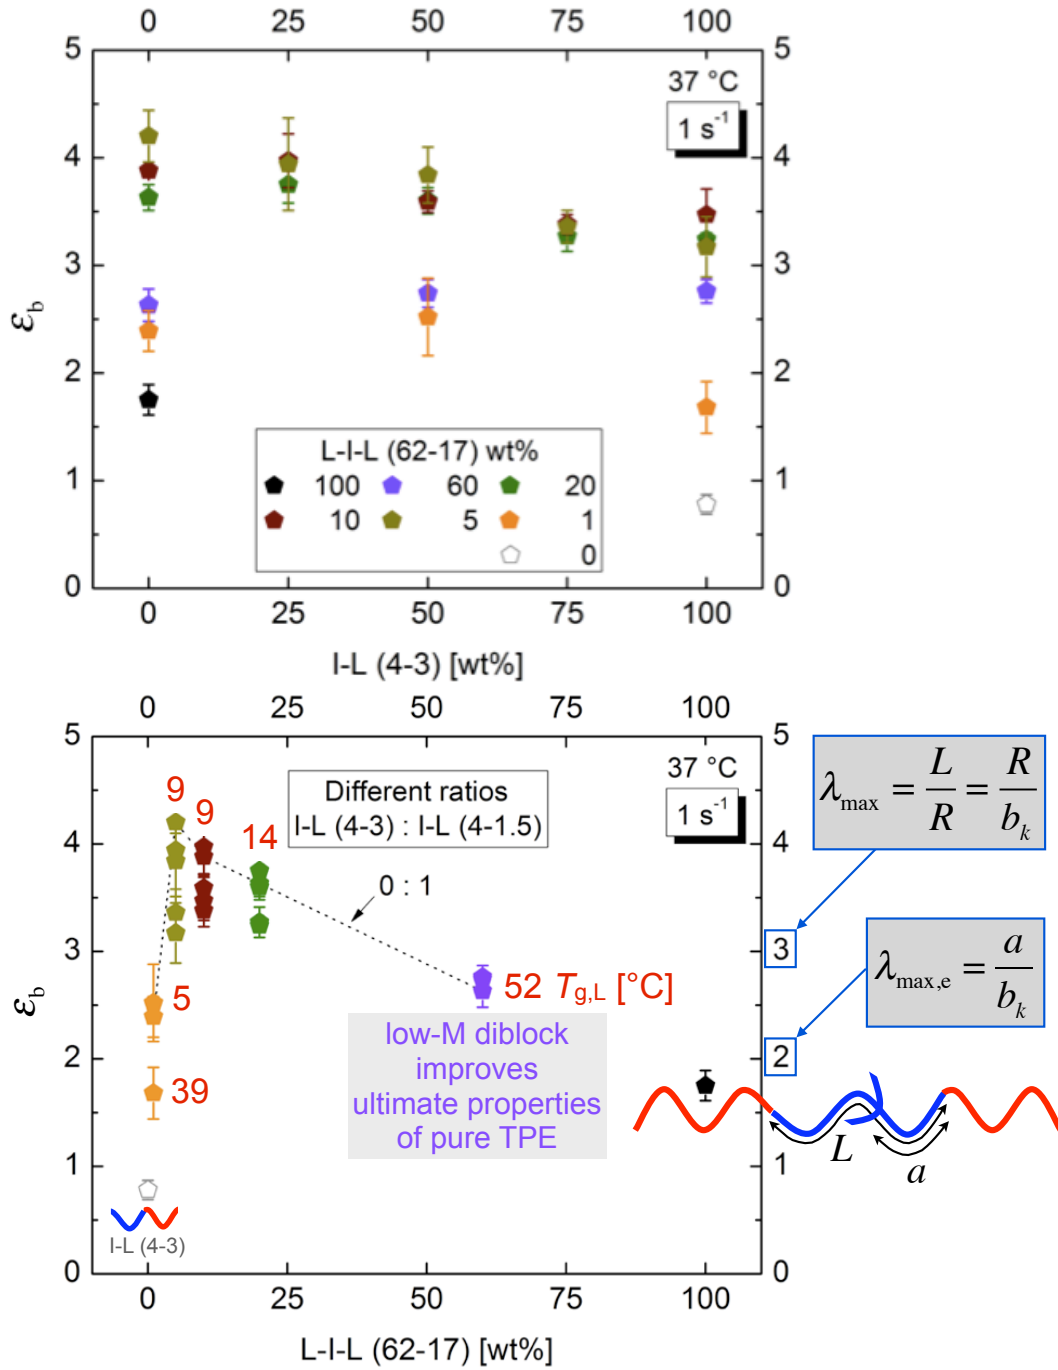 0 25 50 75 100
5 5
37 °C
1 s⁻¹
4 4
3 3
εb
2 2
L-I-L (62-17) wt%
100 60 20
10 5 1
0
1 1
0 0
0 25 50 75 100
I-L (4-3) [wt%]
0 25 50 75 100
5 5
37 °C
1 s⁻¹
Different ratios
I-L (4-3) : I-L (4-1.5)
λmax = L/R = R/bk
9
9
14
4 4
0 : 1
3 3
λmax,e = a/bk
εb
5
52 Tg,L [°C]
low-M diblock
improves
ultimate properties
of pure TPE
2 2
39
L
a
1 1
I-L (4-3)
0 0
0 25 50 75 100
L-I-L (62-17) [wt%]